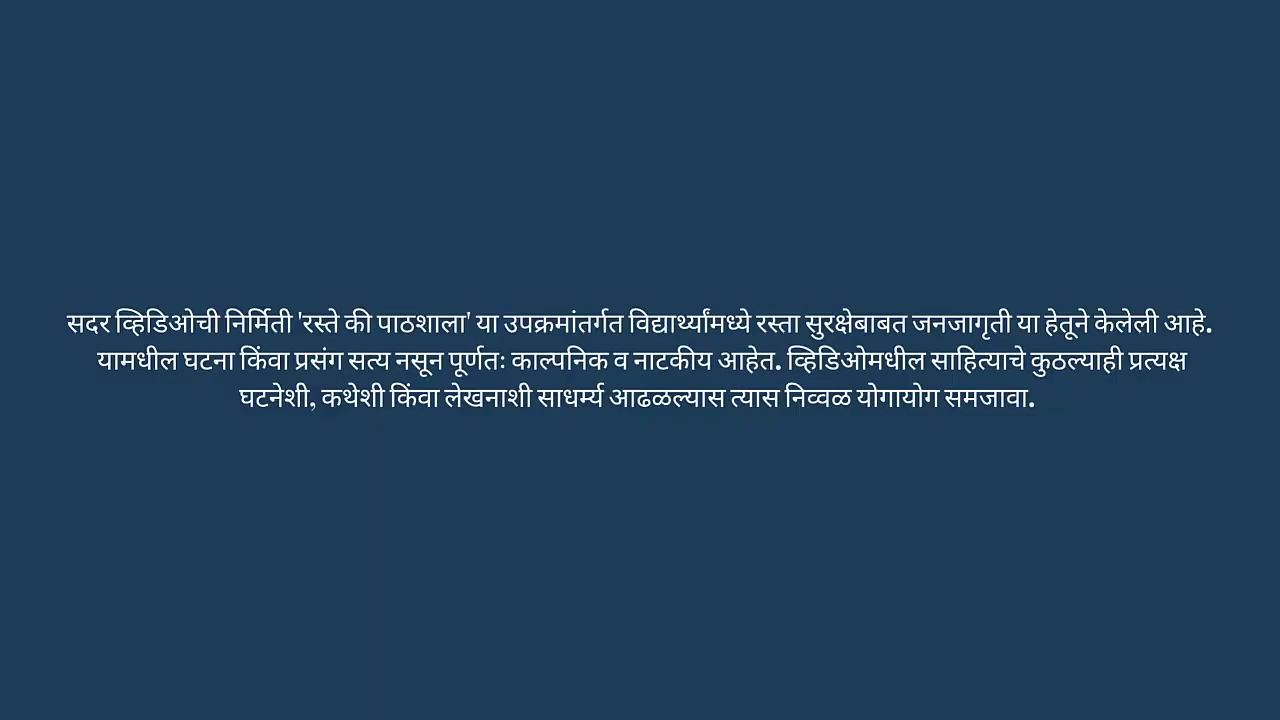 सदर व्हिडिओची निर्मिती 'रस्ते की पाठशाला' या उपक्रमांतर्गत विद्यार्थ्यांमध्ये रस्ता सुरक्षेबाबत जनजागृती या हेतूने केलेली आहे.
यामधील घटना किंवा प्रसंग सत्य नसून पूर्णतः काल्पनिक व नाटकीय आहेत. व्हिडिओमधील साहित्याचे कुठल्याही प्रत्यक्ष
घटनेशी, कथेशी किंवा लेखनाशी साधर्म्य आढळल्यास त्यास निव्वळ योगायोग समजावा.